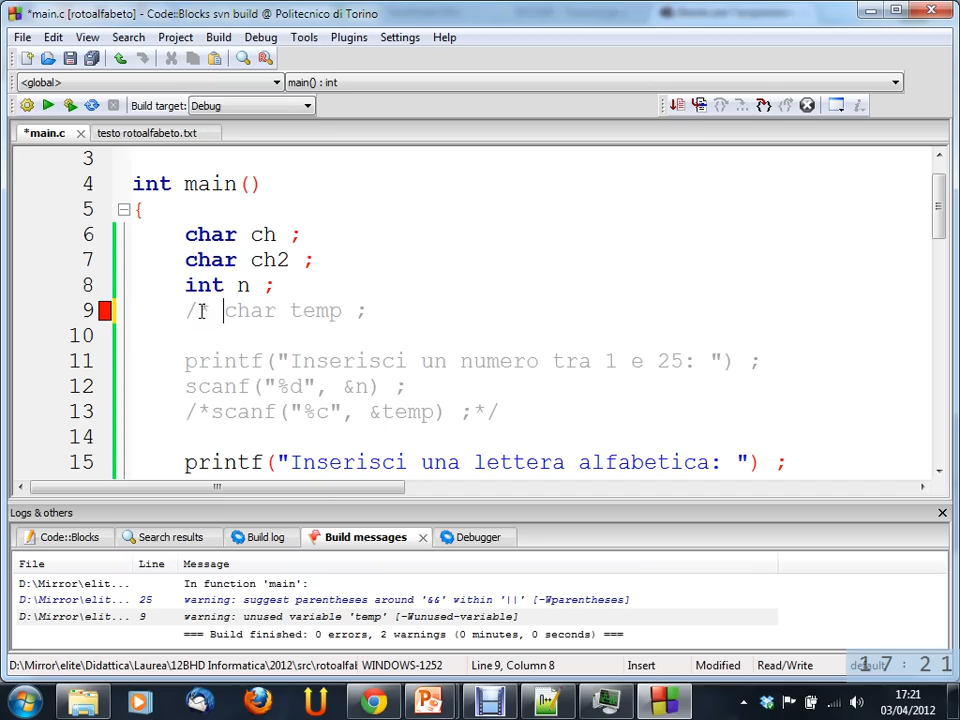 *main.c [rotoalfabeto] - Code::Blocks svn build @ Politecnico di Torino
File Edit View Search Project Build Debug Tools Plugins Settings Help
<global> main() : int
Build target: Debug
*main.c testo rotoalfabeto.txt
3
4 int main()
5 {
6 char ch ;
7 char ch2 ;
8 int n ;
9 /* char temp ;
10
11 printf("Inserisci un numero tra 1 e 25: ") ;
12 scanf("%d", &n) ;
13 /*scanf("%c", &temp) ;*/
14
15 printf("Inserisci una lettera alfabetica: ") ;
Logs & others
Code::Blocks Search results Build log Build messages Debugger
File Line Message
D:\Mirror\elit... In function 'main':
D:\Mirror\elit... 25 warning: suggest parentheses around '&&' within '||' [-Wparentheses]
D:\Mirror\elit... 9 warning: unused variable 'temp' [-Wunused-variable]
=== Build finished: 0 errors, 2 warnings (0 minutes, 0 seconds) ===
D:\Mirror\elite\Didattica\Laurea\12BHD Informatica\2012\src\rotoalfal WINDOWS-1252 Line 9, Column 8 Insert Modified Read/Write default 17:21
17:21
03/04/2012